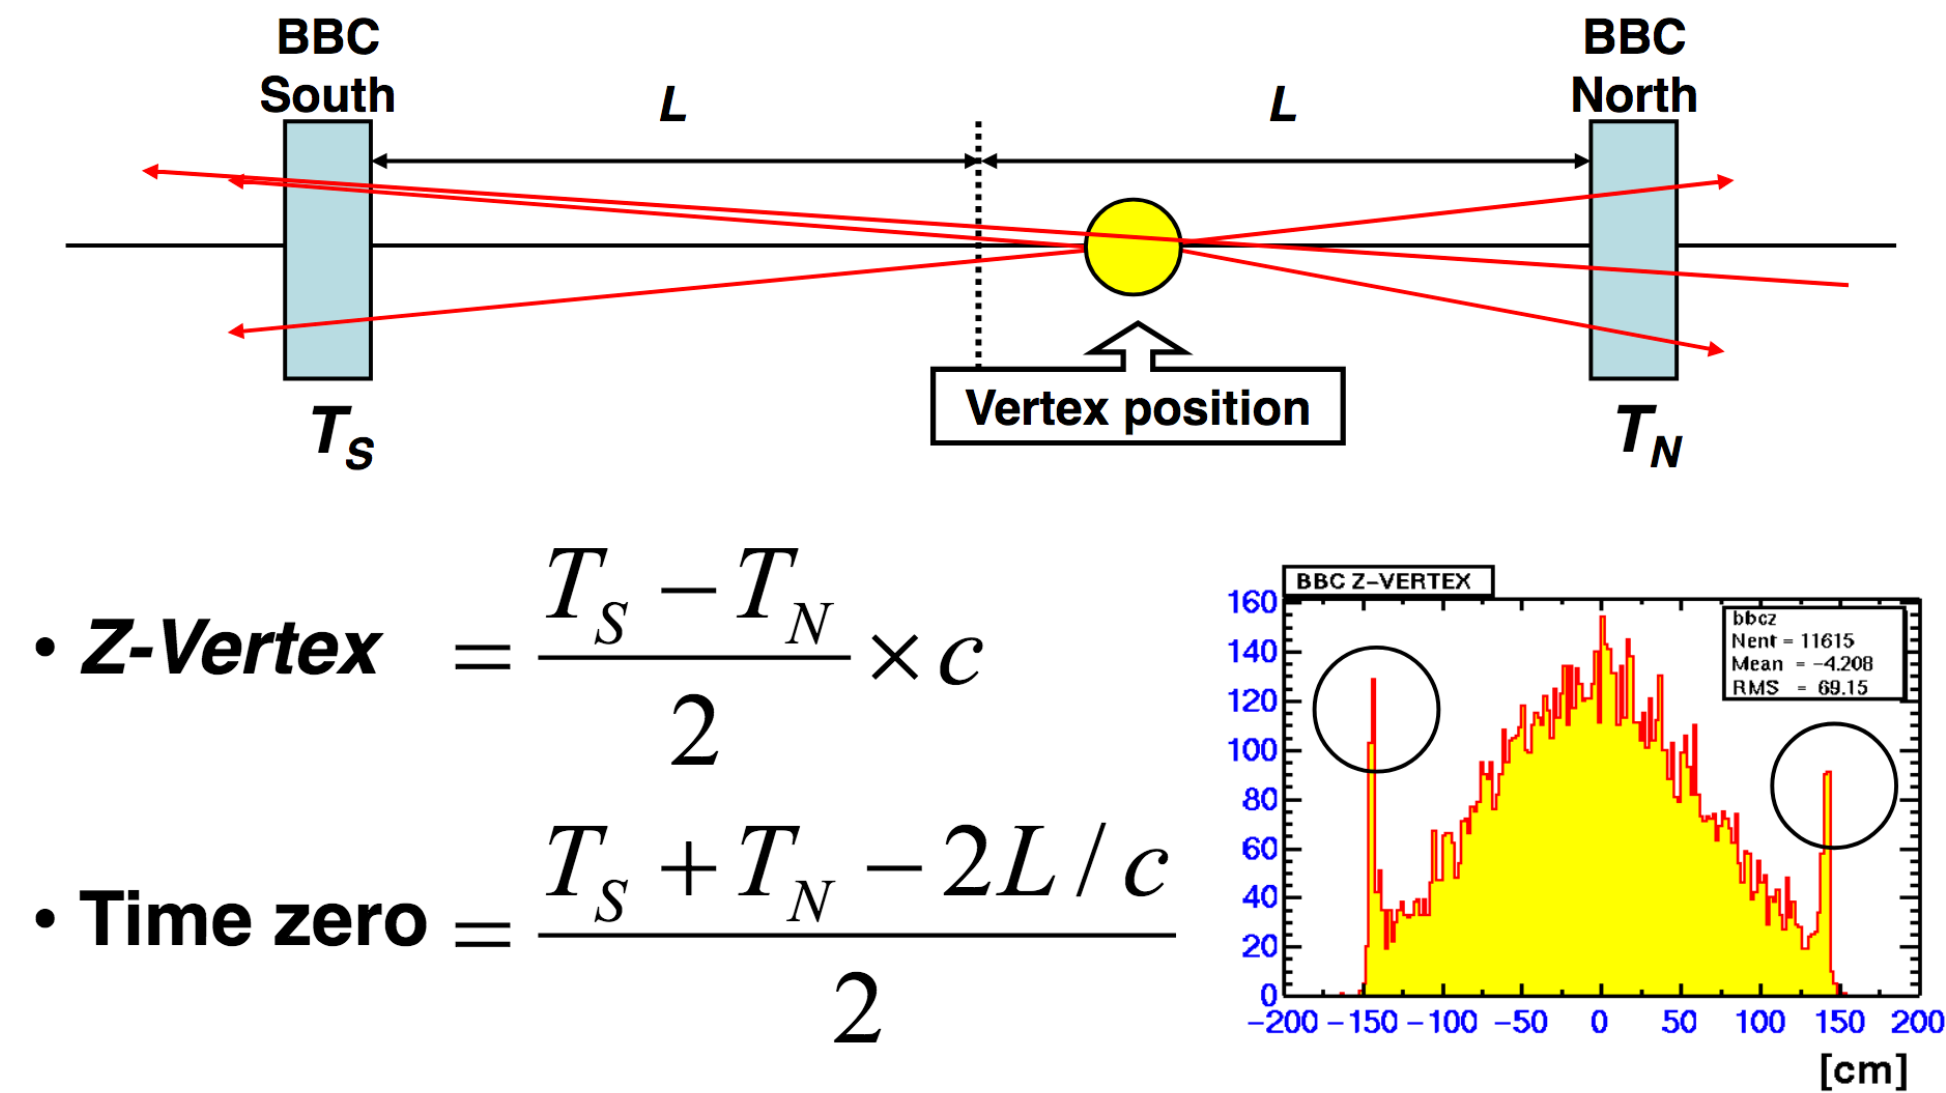 BBC
South
BBC
North
L
L
Vertex position
T_S
T_N
• Z-Vertex = (T_S − T_N)/2 × c
• Time zero = (T_S + T_N − 2L / c)/2
BBC Z-VERTEX
bbcz
Nent = 11615
Mean = -4.208
RMS = 69.15
160
140
120
100
80
60
40
20
0
-200 -150 -100 -50 0 50 100 150 200
[cm]